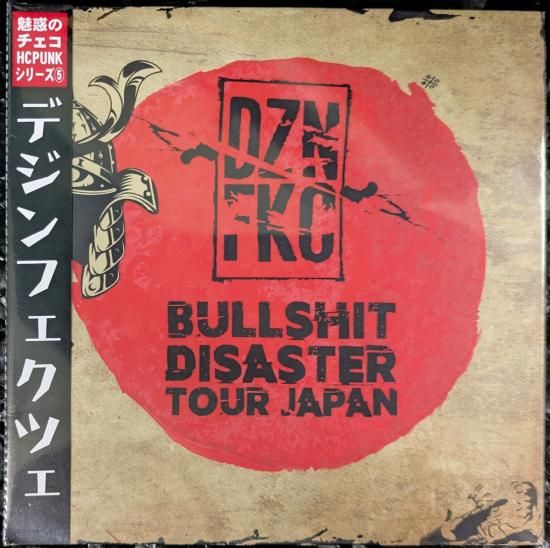 魅惑の
チェコ
HCPUNK
シリーズ⑤
デジンフェクツェ
DZN
FKC
BULLSHIT
DISASTER
TOUR JAPAN